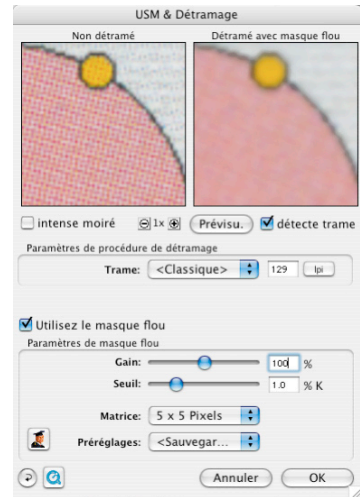 USM & Détramage
Non détramé Détramé avec masque flou
intense moiré 1x Prévisu. détecte trame
Paramètres de procédure de détramage
Trame: <Classique> 129 lpi
Utilisez le masque flou
Paramètres de masque flou
Gain: 100 %
Seuil: 1.0 % K
Matrice: 5 x 5 Pixels
Préréglages: <Sauvegar...
Annuler OK